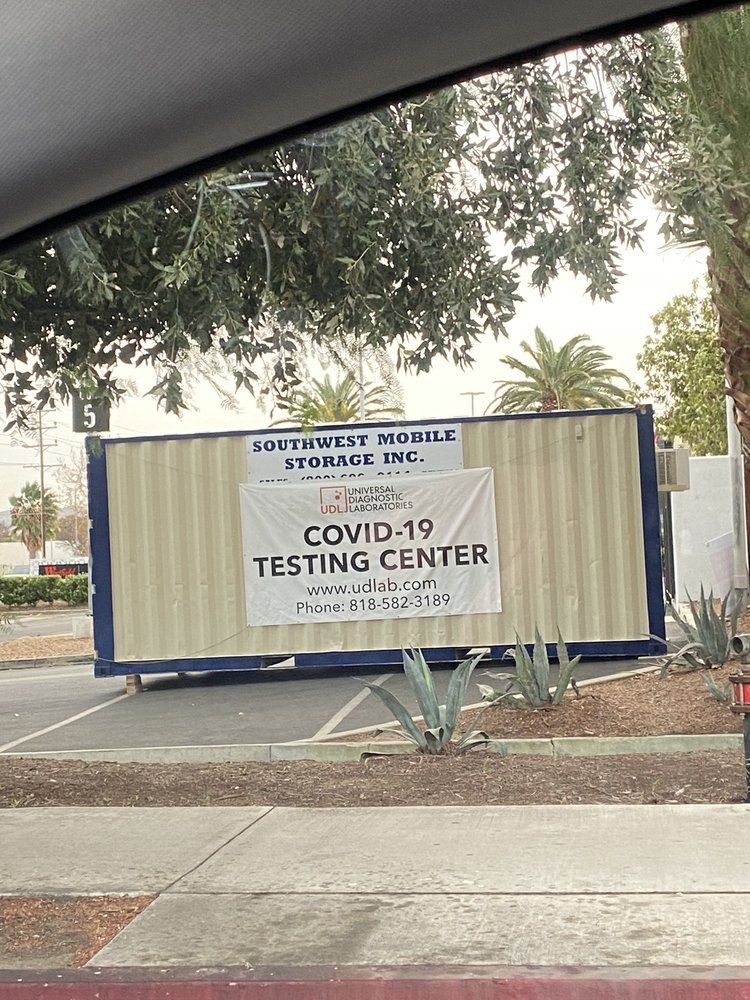 5
SOUTHWEST MOBILE
STORAGE INC.
UDL
UNIVERSAL
DIAGNOSTIC
LABORATORIES
COVID-19
TESTING CENTER
www.udlab.com
Phone: 818-582-3189